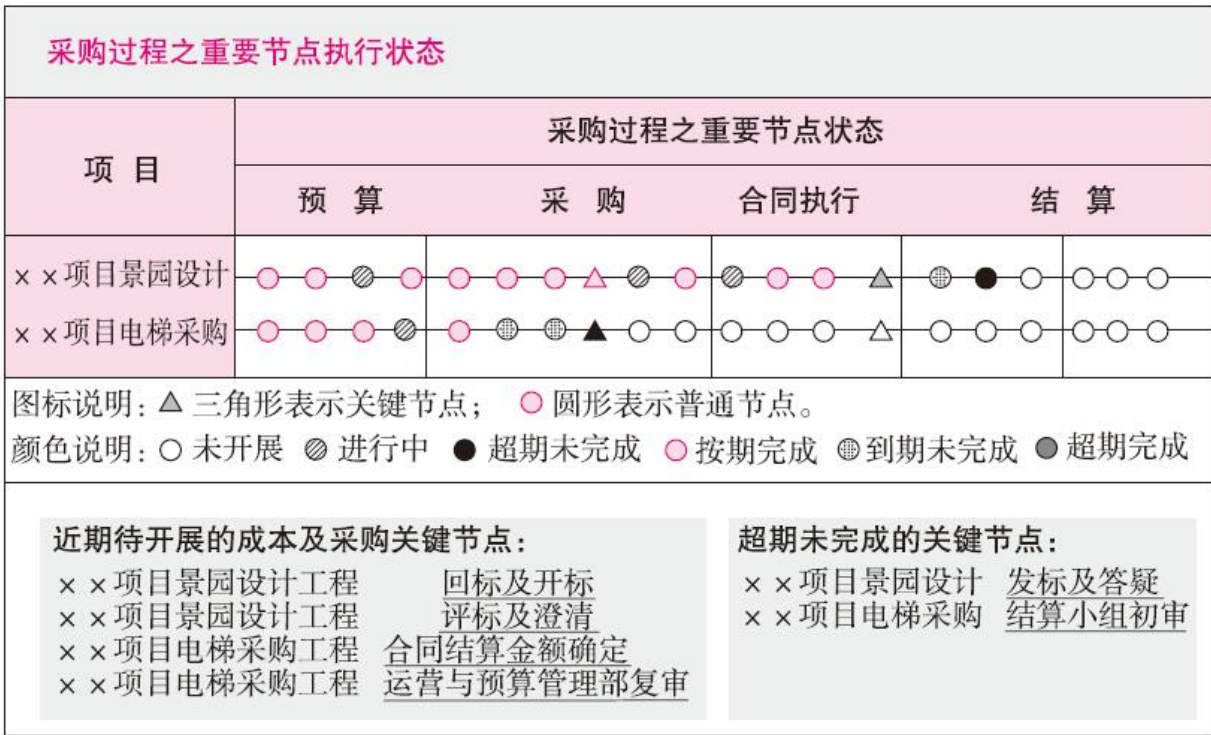 采购过程之重要节点执行状态
项 目
采购过程之重要节点状态
预 算 采 购 合同执行 结 算
××项目景园设计
××项目电梯采购
图标说明：三角形表示关键节点； 圆形表示普通节点。
颜色说明：未开展 进行中 超期未完成 按期完成 到期未完成 超期完成
近期待开展的成本及采购关键节点：
××项目景园设计工程 回标及开标
××项目景园设计工程 评标及澄清
××项目电梯采购工程 合同结算金额确定
××项目电梯采购工程 运营与预算管理部复审
超期未完成的关键节点：
××项目景园设计 发标及答疑
××项目电梯采购 结算小组初审